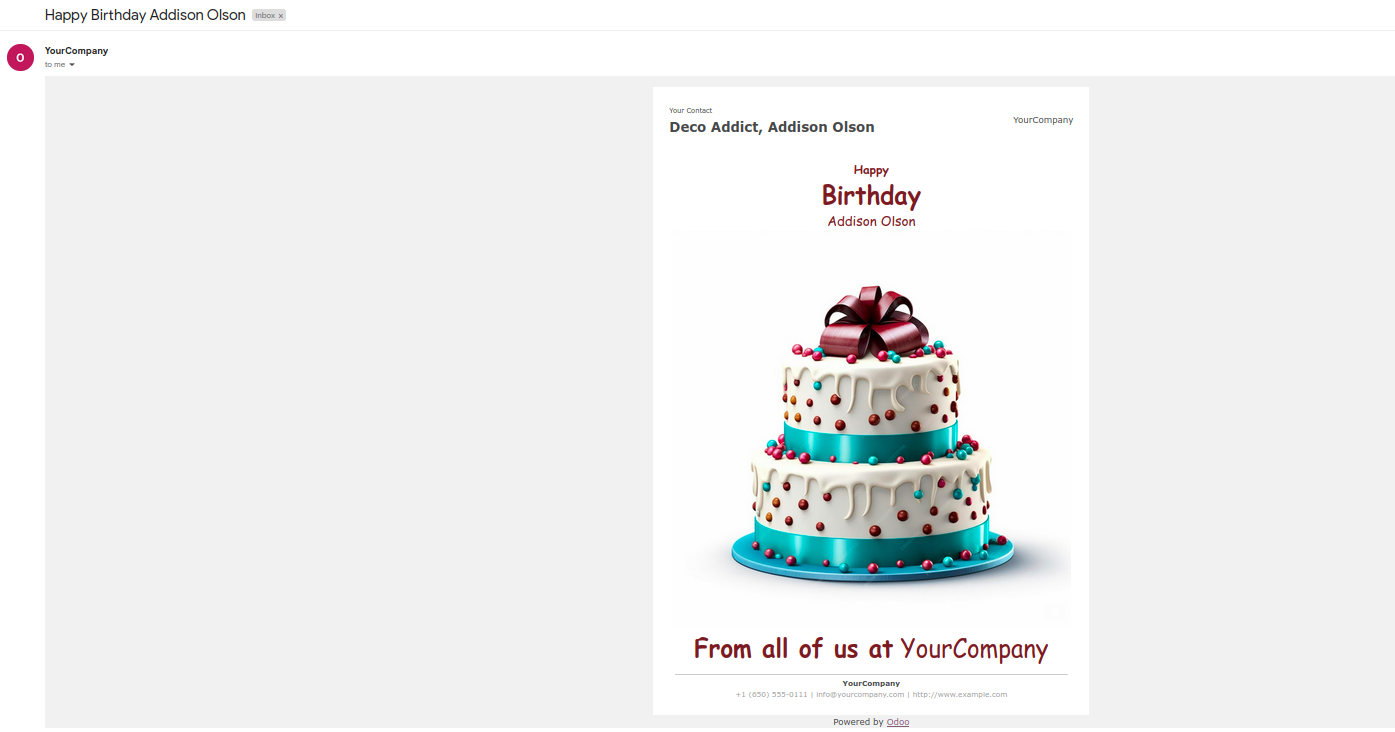 Happy Birthday Addison Olson Inbox x
O
YourCompany
to me
Your Contact
Deco Addict, Addison Olson
YourCompany
Happy
Birthday
Addison Olson
From all of us at YourCompany
YourCompany
+1 (650) 555-0111 | info@yourcompany.com | http://www.example.com
Powered by Odoo